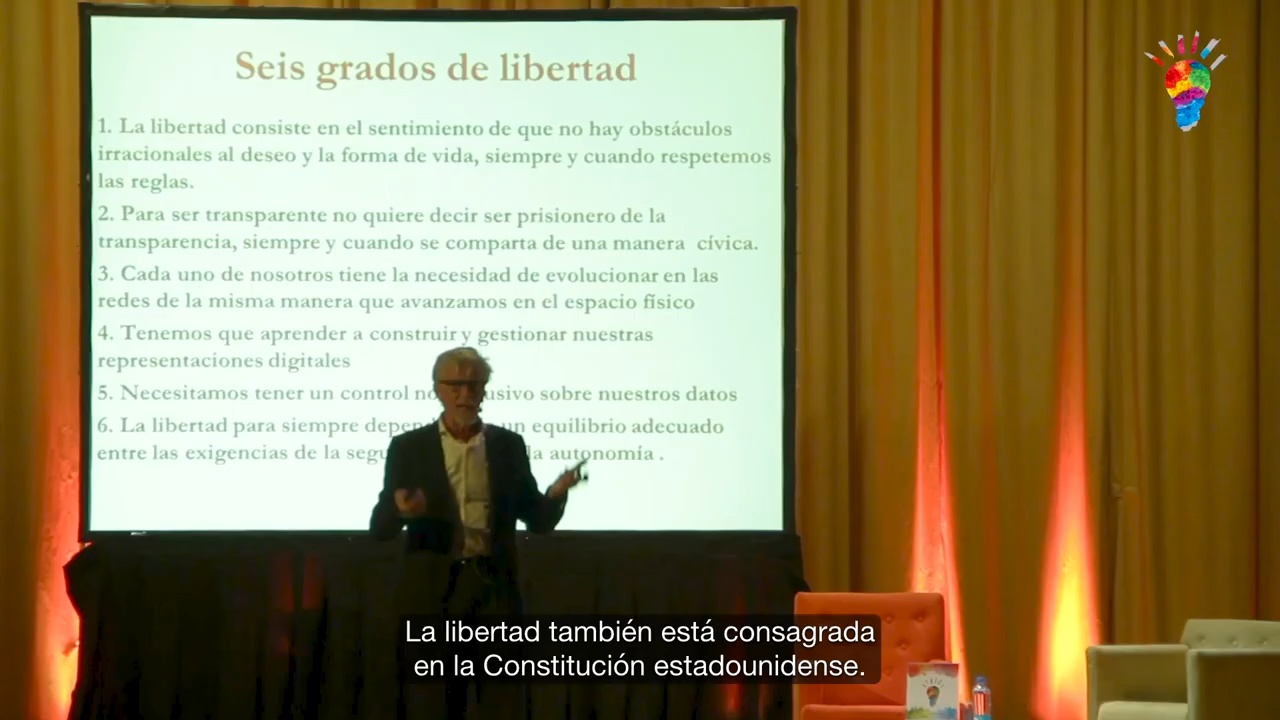 Seis grados de libertad
1. La libertad consiste en el sentimiento de que no hay obstáculos
irracionales al deseo y la forma de vida, siempre y cuando respetemos
las reglas.
2. Para ser transparente no quiere decir ser prisionero de la
transparencia, siempre y cuando se comparta de una manera cívica.
3. Cada uno de nosotros tiene la necesidad de evolucionar en las
redes de la misma manera que avanzamos en el espacio físico
4. Tenemos que aprender a construir y gestionar nuestras
representaciones digitales
5. Necesitamos tener un control sobre nuestros datos
6. La libertad para siempre un equilibrio adecuado
entre las exigencias de la la autonomía .
La libertad también está consagrada
en la Constitución estadounidense.